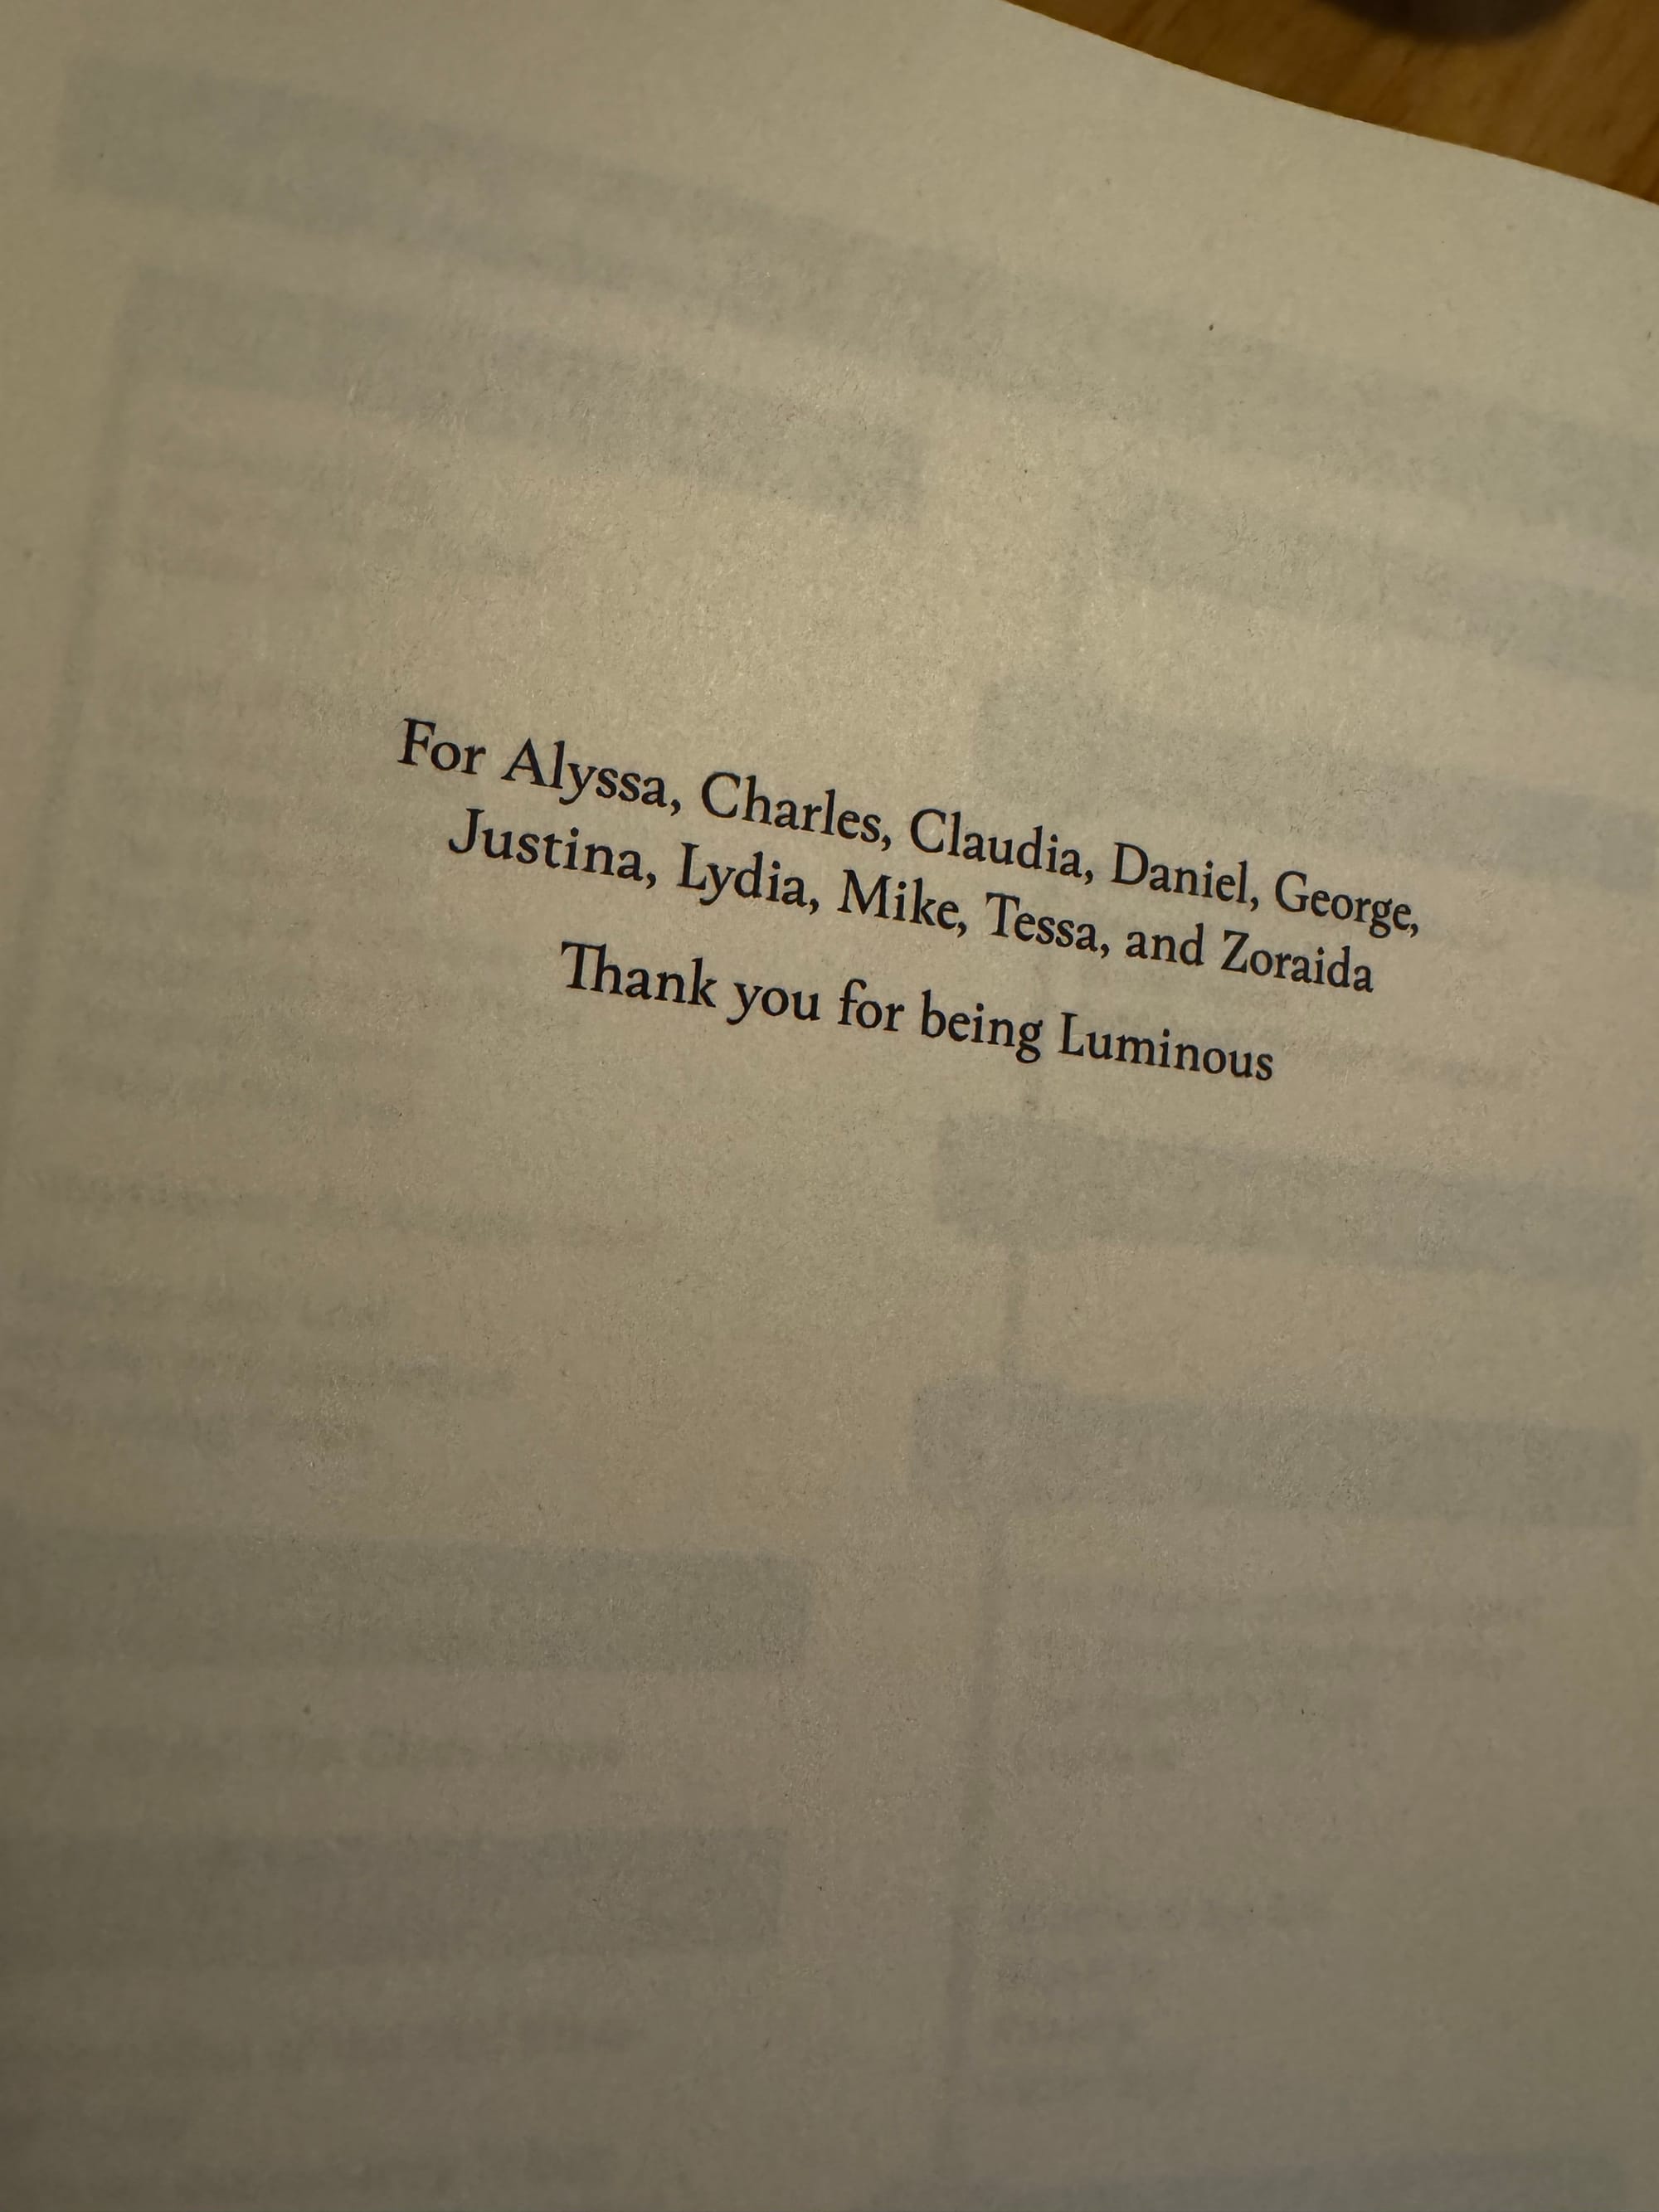 For Alyssa, Charles, Claudia, Daniel, George,
Justina, Lydia, Mike, Tessa, and Zoraida
Thank you for being Luminous